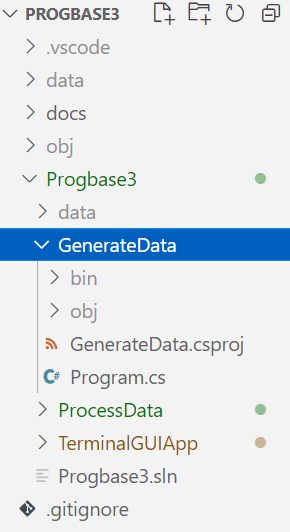 PROGBASE3
.vscode
data
docs
obj
Progbase3
data
GenerateData
bin
obj
GenerateData.csproj
C# Program.cs
ProcessData
TerminalGUIApp
Progbase3.sln
.gitignore